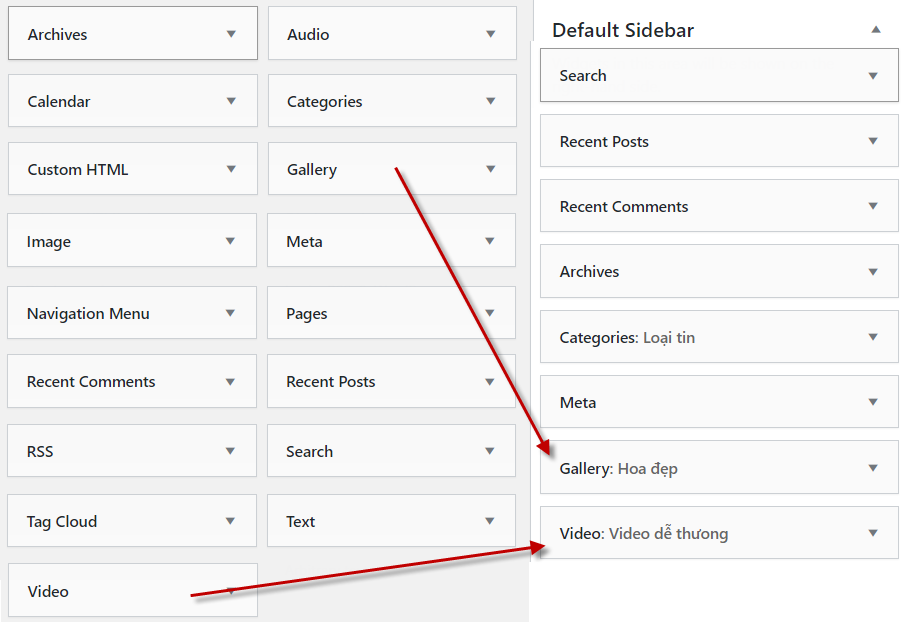 Archives
Audio
Calendar
Categories
Custom HTML
Gallery
Image
Meta
Navigation Menu
Pages
Recent Comments
Recent Posts
RSS
Search
Tag Cloud
Text
Video
Default Sidebar
Search
Recent Posts
Recent Comments
Archives
Categories: Loại tin
Meta
Gallery: Hoa đẹp
Video: Video dễ thương